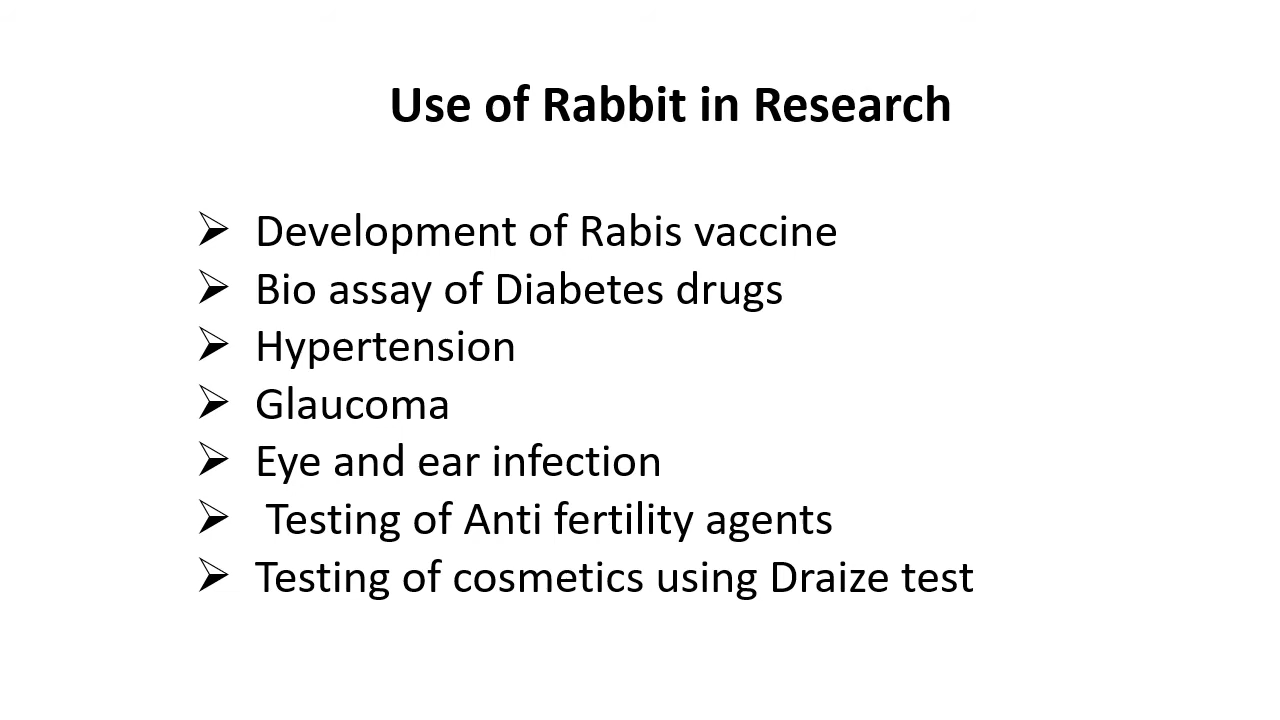 Use of Rabbit in Research
➢ Development of Rabis vaccine
➢ Bio assay of Diabetes drugs
➢ Hypertension
➢ Glaucoma
➢ Eye and ear infection
➢ Testing of Anti fertility agents
➢ Testing of cosmetics using Draize test